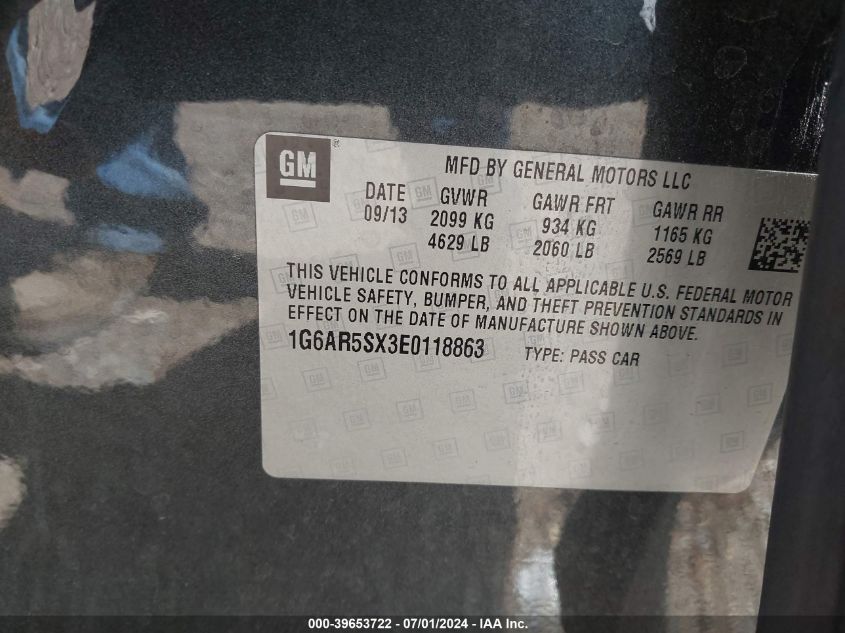 GM ®
MFD BY GENERAL MOTORS LLC
DATE GVWR GAWR FRT GAWR RR
09/13 2099 KG 934 KG 1165 KG
4629 LB 2060 LB 2569 LB
THIS VEHICLE CONFORMS TO ALL APPLICABLE U.S. FEDERAL MOTOR
VEHICLE SAFETY, BUMPER, AND THEFT PREVENTION STANDARDS IN
EFFECT ON THE DATE OF MANUFACTURE SHOWN ABOVE.
1G6AR5SX3E0118863 TYPE: PASS CAR
000-39653722 - 07/01/2024 - IAA Inc.